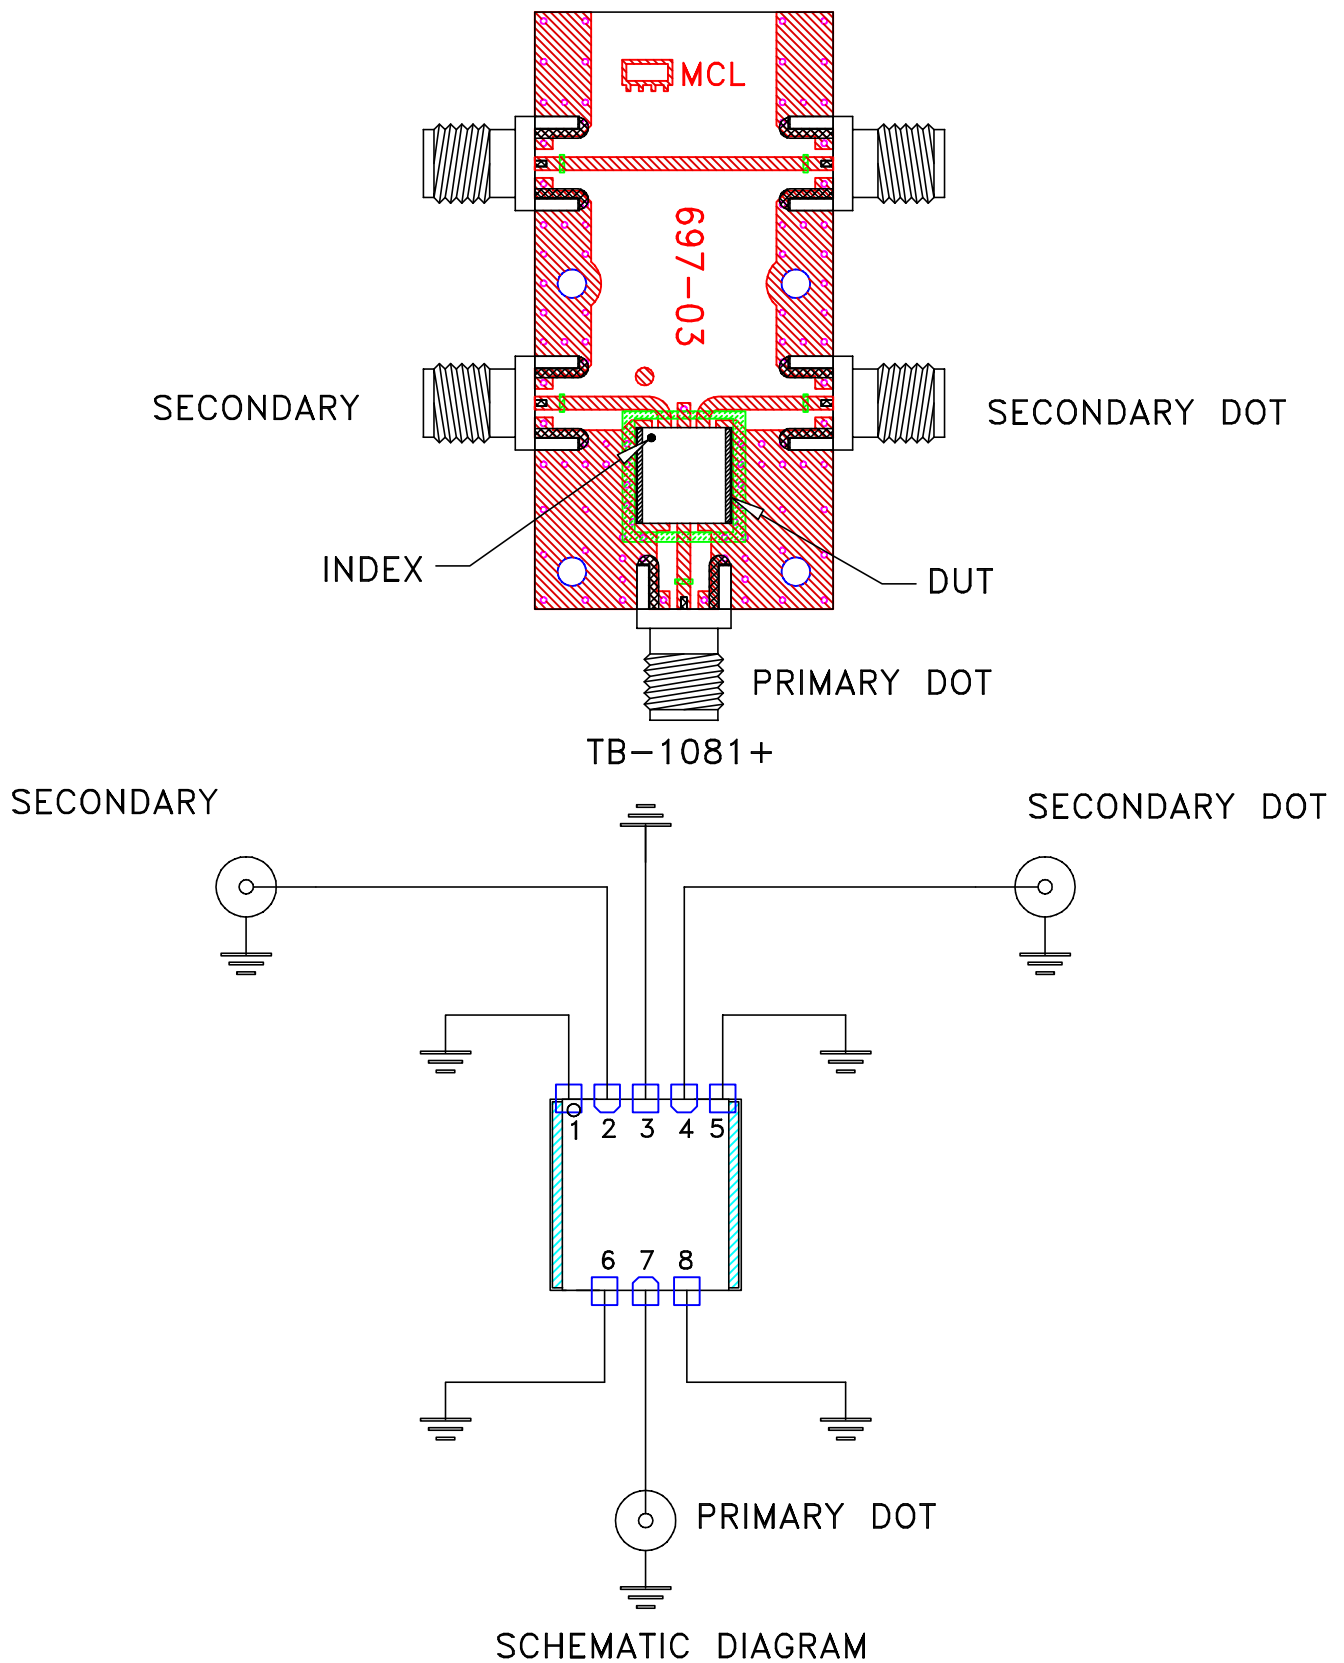 MCL
697-03
SECONDARY
SECONDARY DOT
INDEX
DUT
PRIMARY DOT
TB-1081+
SECONDARY
SECONDARY DOT
1 2 3 4 5
6 7 8
PRIMARY DOT
SCHEMATIC DIAGRAM